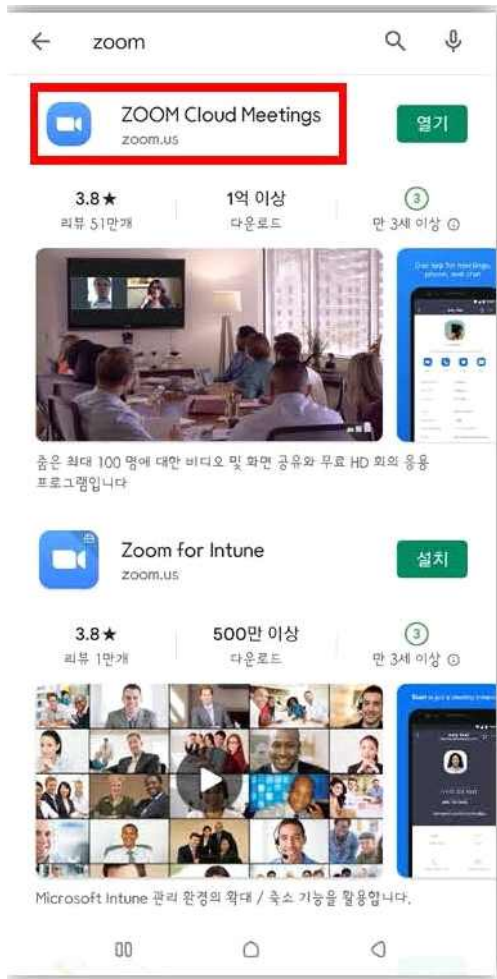 zoom
ZOOM Cloud Meetings
zoom.us
열기
3.8★
1억 이상
3
리뷰 51만개
다운로드
만 3세 이상
줌은 최대 100 명에 대한 비디오 및 화면 공유와 무료 HD 회의 응용
프로그램입니다
Zoom for Intune
zoom.us
설치
3.8★
500만 이상
3
리뷰 1만개
다운로드
만 3세 이상
Microsoft Intune 관리 환경의 확대 / 축소 기능을 활용합니다.